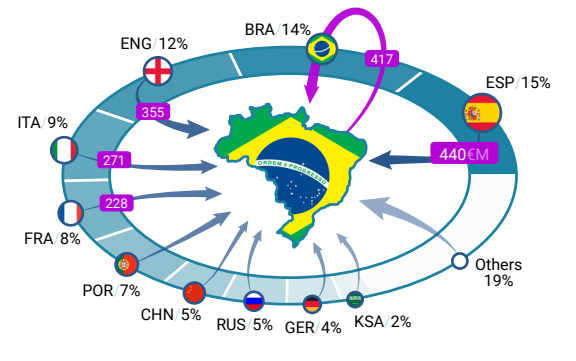 BRA/14%
417
ENG/12%
ESP/15%
355
ITA/9%
440€M
271
ORDEM E PROGRESSO
228
FRA/8%
Others
19%
POR/7%
CHN/5%
RUS/5%
GER/4%
KSA/2%